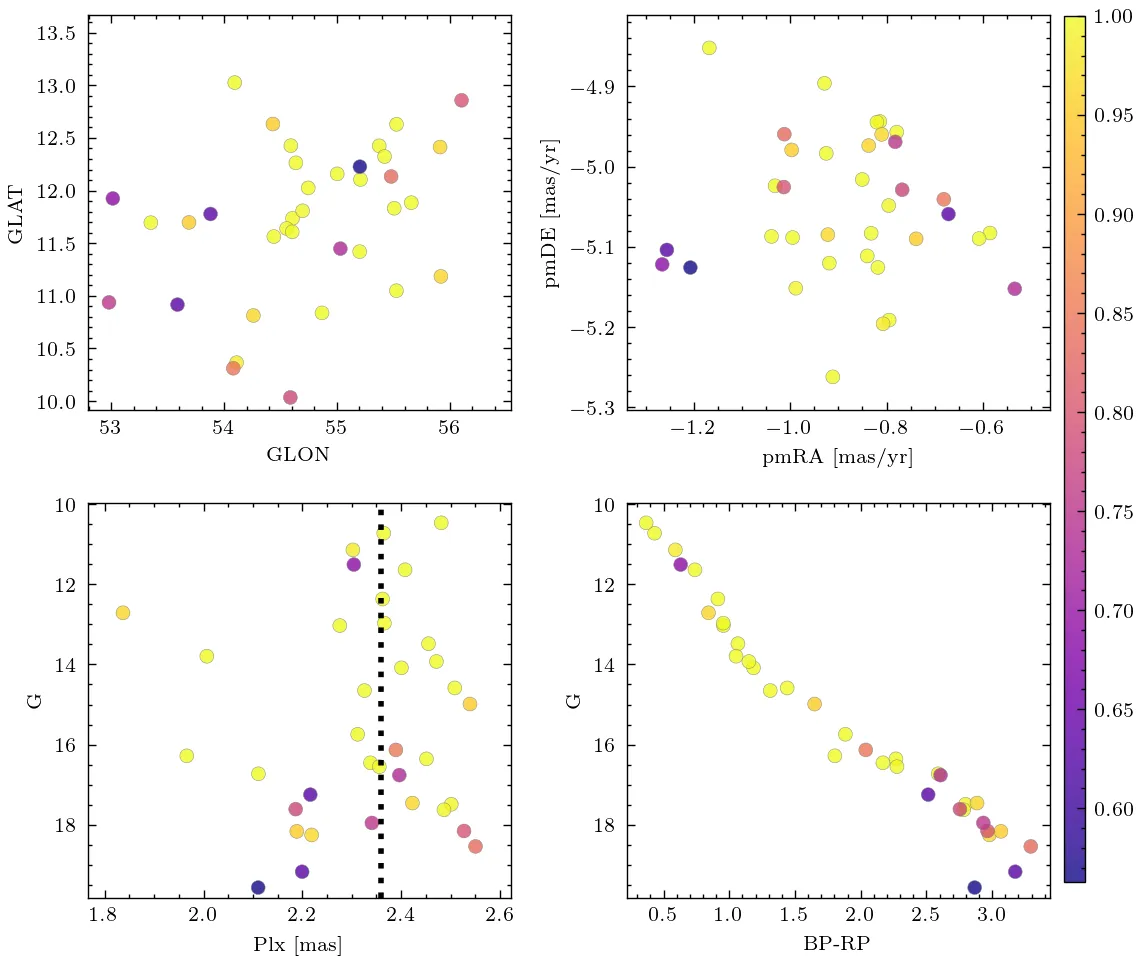 13.5
13.0
12.5
12.0
11.5
11.0
10.5
10.0
GLAT
53 54 55 56
GLON
−4.9
−5.0
−5.1
−5.2
−5.3
pmDE [mas/yr]
−1.2 −1.0 −0.8 −0.6
pmRA [mas/yr]
10
12
14
16
18
G
1.8 2.0 2.2 2.4 2.6
Plx [mas]
10
12
14
16
18
G
0.5 1.0 1.5 2.0 2.5 3.0
BP-RP
1.00
0.95
0.90
0.85
0.80
0.75
0.70
0.65
0.60